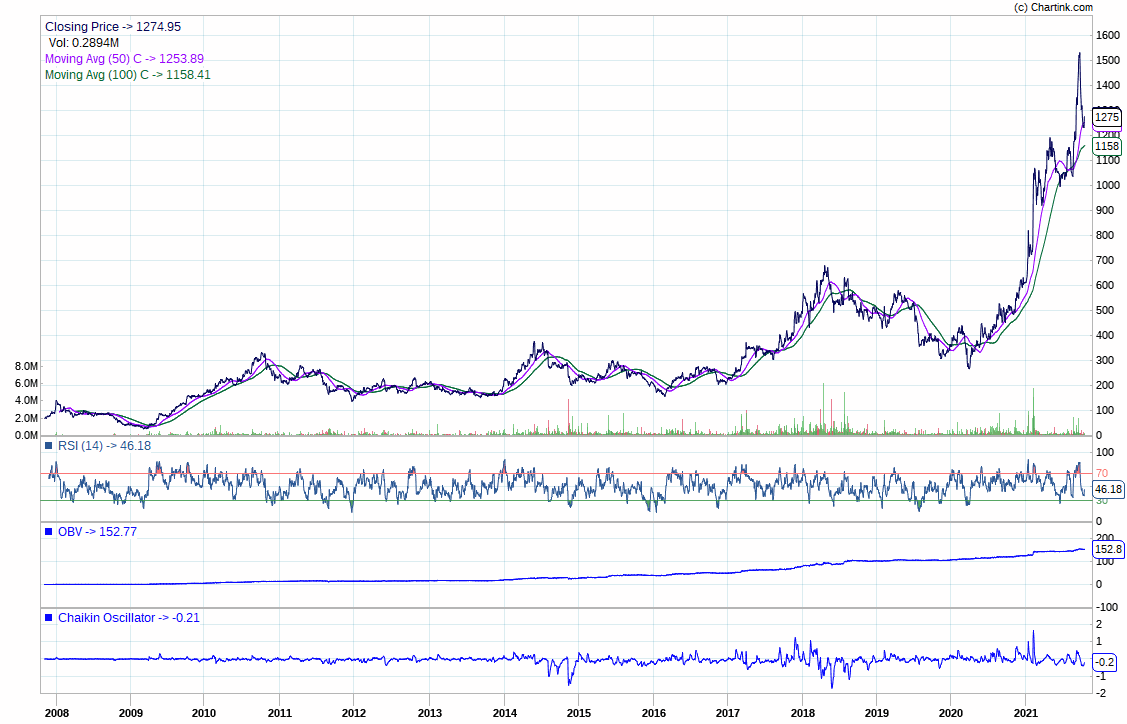 (c) Chartink.com
Closing Price -> 1274.95
Vol: 0.2894M
Moving Avg (50) C -> 1253.89
Moving Avg (100) C -> 1158.41
1600
1500
1400
1275
1200
1158
1100
1000
900
800
700
600
500
400
300
200
100
0
8.0M
6.0M
4.0M
2.0M
0.0M
RSI (14) -> 46.18
100
70
46.18
30
0
OBV -> 152.77
200
152.8
100
0
-100
Chaikin Oscillator -> -0.21
2
1
-0.2
-1
-2
2008 2009 2010 2011 2012 2013 2014 2015 2016 2017 2018 2019 2020 2021